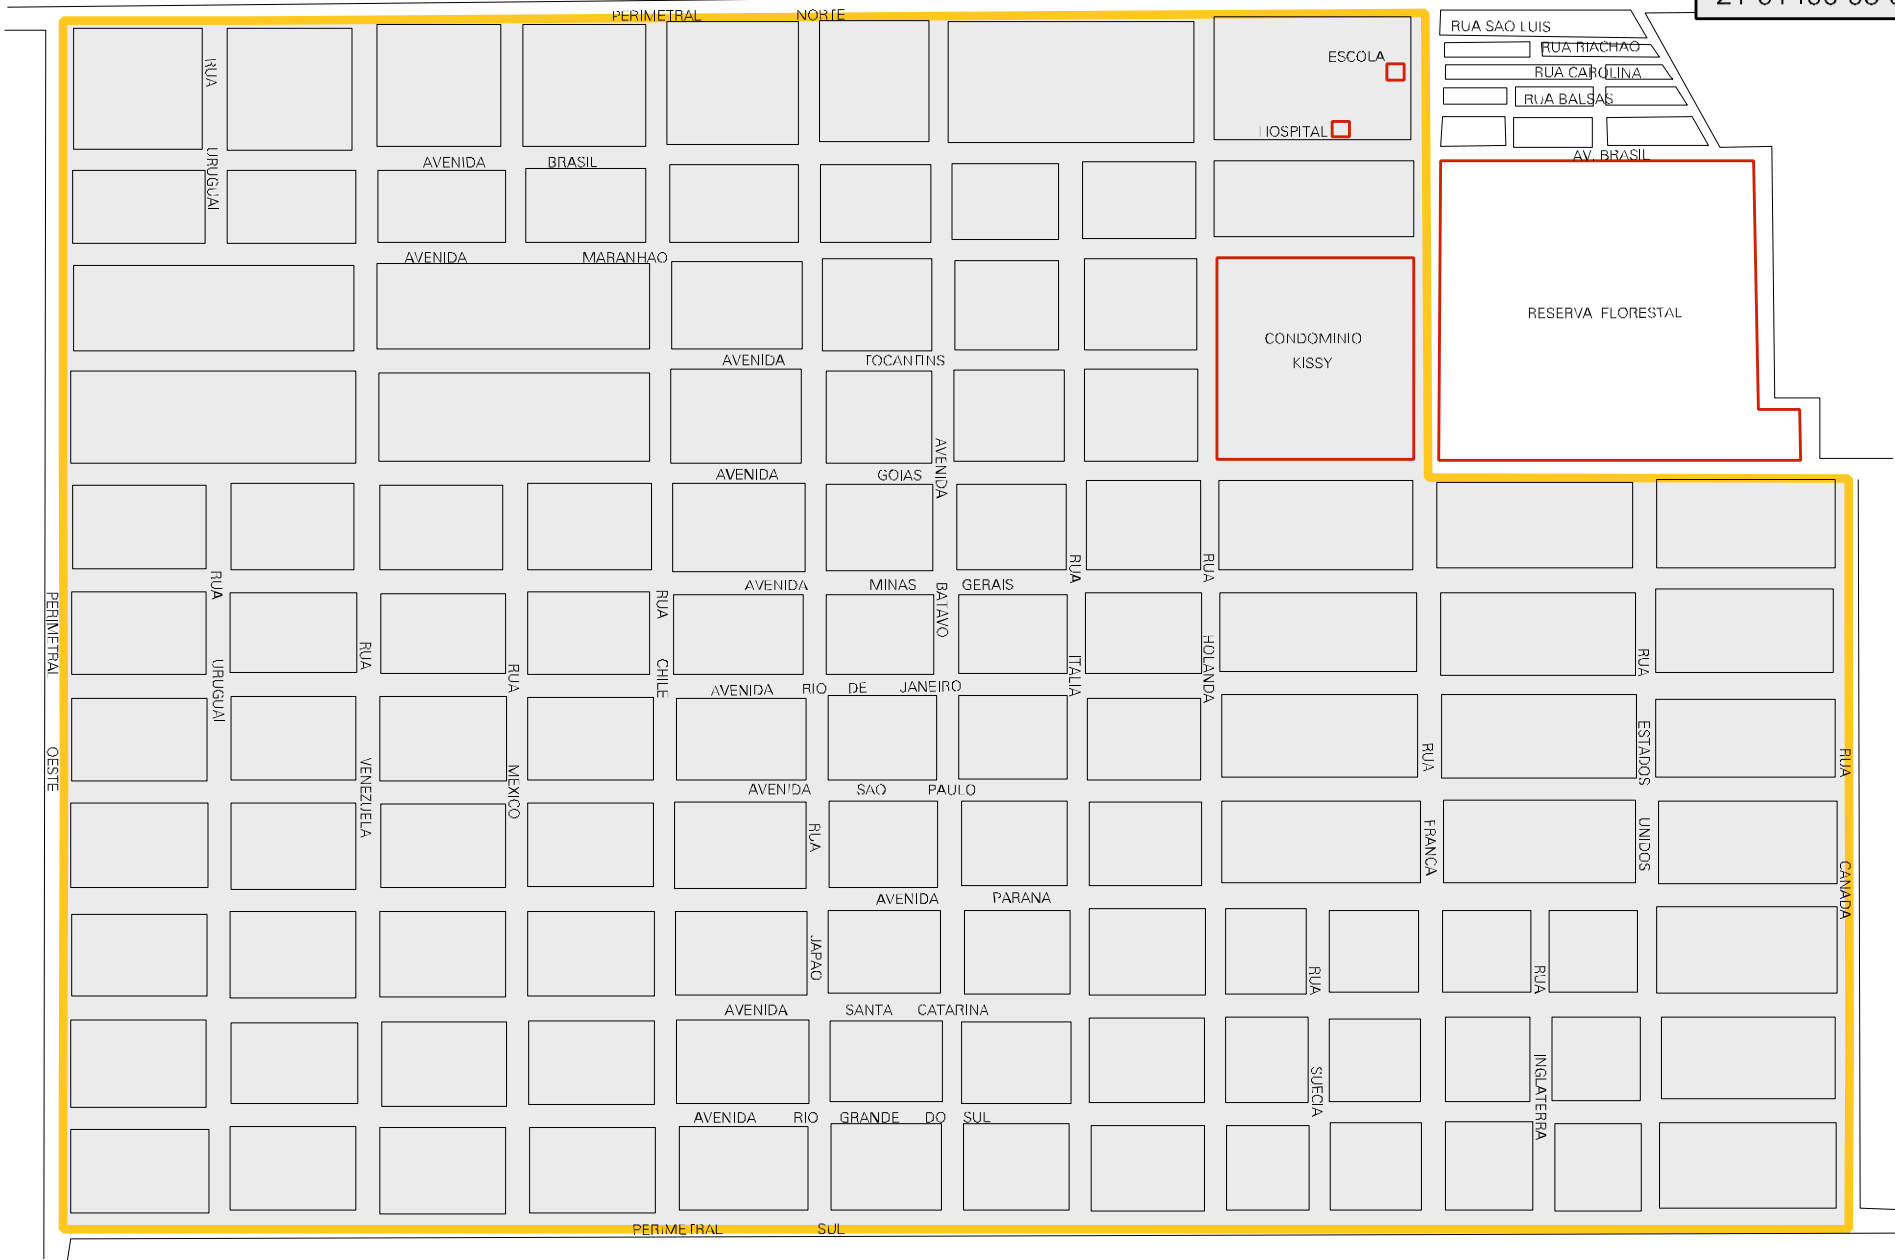 PERIMETRAL NORTE
RUA SAO LUIS
RUA RIACHAO
RUA CAROLINA
RUA BALSAS
AV. BRASIL
ESCOLA
HOSPITAL
RUA URUGUAI
AVENIDA BRASIL
AVENIDA MARANHAO
RESERVA FLORESTAL
CONDOMINIO
KISSY
AVENIDA TOCANTINS
AVENIDA GOIAS
AVENIDA BATAVO
AVENIDA MINAS GERAIS
RUA ITALIA
RUA HOLANDA
PERIMETRAL OESTE
RUA URUGUAI
RUA VENEZUELA
RUA MEXICO
RUA CHILE
AVENIDA RIO DE JANEIRO
RUA FRANCA
RUA ESTADOS UNIDOS
RUA CANADA
AVENIDA SAO PAULO
RUA JAPAO
AVENIDA PARANA
RUA SUECIA
RUA INGLATERRA
AVENIDA SANTA CATARINA
AVENIDA RIO GRANDE DO SUL
PERIMETRAL SUL